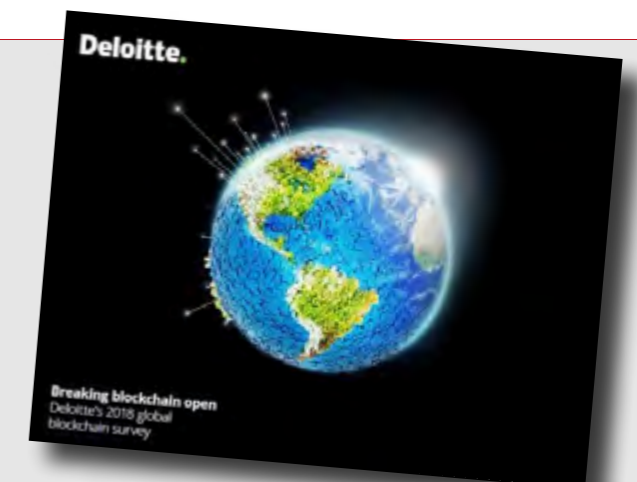 Deloitte.
Breaking blockchain open
Deloitte's 2018 global
blockchain survey